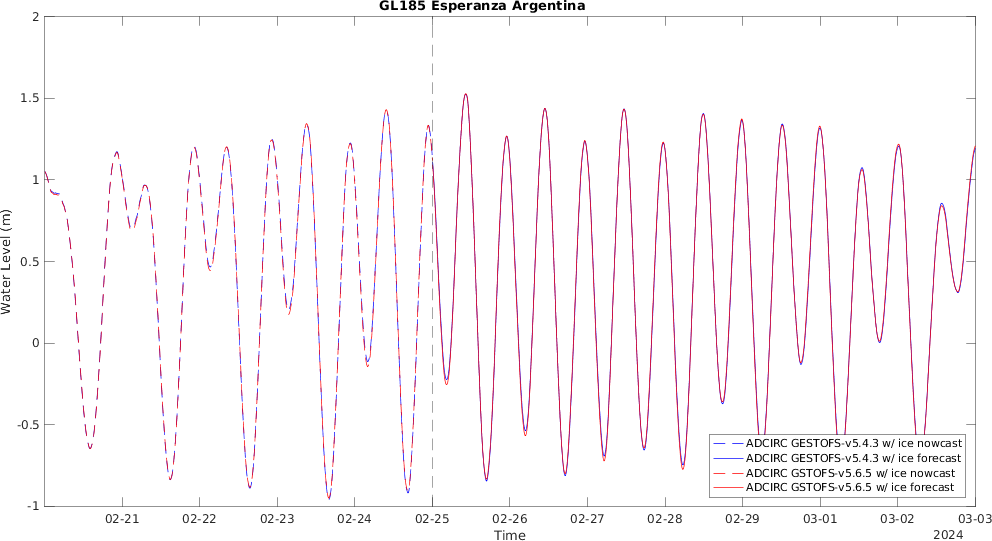 GL185 Esperanza Argentina
2
1.5
1
0.5
0
-0.5
-1
Water Level (m)
ADCIRC GESTOFS-v5.4.3 w/ ice nowcast
ADCIRC GESTOFS-v5.4.3 w/ ice forecast
ADCIRC GSTOFS-v5.6.5 w/ ice nowcast
ADCIRC GSTOFS-v5.6.5 w/ ice forecast
02-21 02-22 02-23 02-24 02-25 02-26 02-27 02-28 02-29 03-01 03-02 03-03
Time
2024